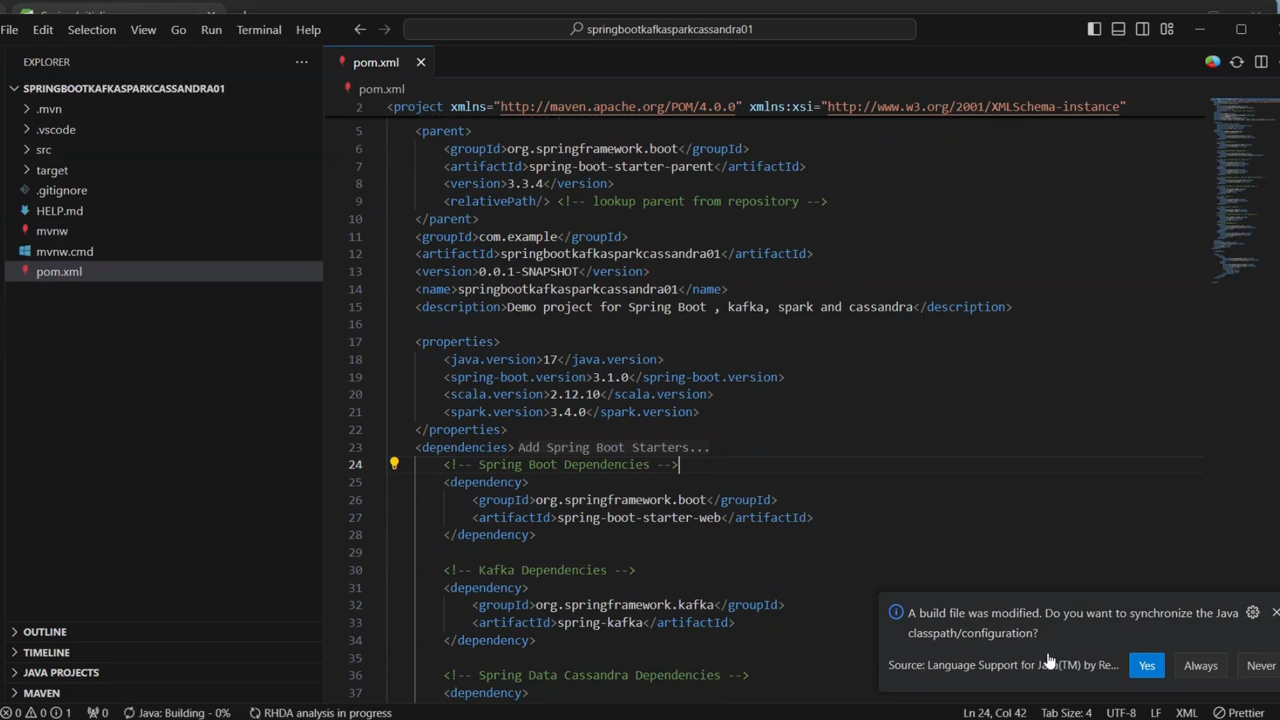 File Edit Selection View Go Run Terminal Help springbootkafkasparkcassandra01
EXPLORER
SPRINGBOOTKAFKASPARKCASSANDRA01
.mvn
.vscode
src
target
.gitignore
HELP.md
mvnw
mvnw.cmd
pom.xml
OUTLINE
TIMELINE
JAVA PROJECTS
MAVEN
pom.xml
pom.xml
2 <project xmlns="http://maven.apache.org/POM/4.0.0" xmlns:xsi="http://www.w3.org/2001/XMLSchema-instance"
5 <parent>
6 <groupId>org.springframework.boot</groupId>
7 <artifactId>spring-boot-starter-parent</artifactId>
8 <version>3.3.4</version>
9 <relativePath/> <!-- lookup parent from repository -->
10 </parent>
11 <groupId>com.example</groupId>
12 <artifactId>springbootkafkasparkcassandra01</artifactId>
13 <version>0.0.1-SNAPSHOT</version>
14 <name>springbootkafkasparkcassandra01</name>
15 <description>Demo project for Spring Boot , kafka, spark and cassandra</description>
16
17 <properties>
18 <java.version>17</java.version>
19 <spring-boot.version>3.1.0</spring-boot.version>
20 <scala.version>2.12.10</scala.version>
21 <spark.version>3.4.0</spark.version>
22 </properties>
23 <dependencies> Add Spring Boot Starters...
24 <!-- Spring Boot Dependencies -->
25 <dependency>
26 <groupId>org.springframework.boot</groupId>
27 <artifactId>spring-boot-starter-web</artifactId>
28 </dependency>
29
30 <!-- Kafka Dependencies -->
31 <dependency>
32 <groupId>org.springframework.kafka</groupId>
33 <artifactId>spring-kafka</artifactId>
34 </dependency>
35
36 <!-- Spring Data Cassandra Dependencies -->
37 <dependency>
A build file was modified. Do you want to synchronize the Java
classpath/configuration?
Source: Language Support for (TM) by Re... Yes Always Never
0 0 1 0 Java: Building - 0% RHDA analysis in progress Ln 24, Col 42 Tab Size: 4 UTF-8 LF XML Prettier